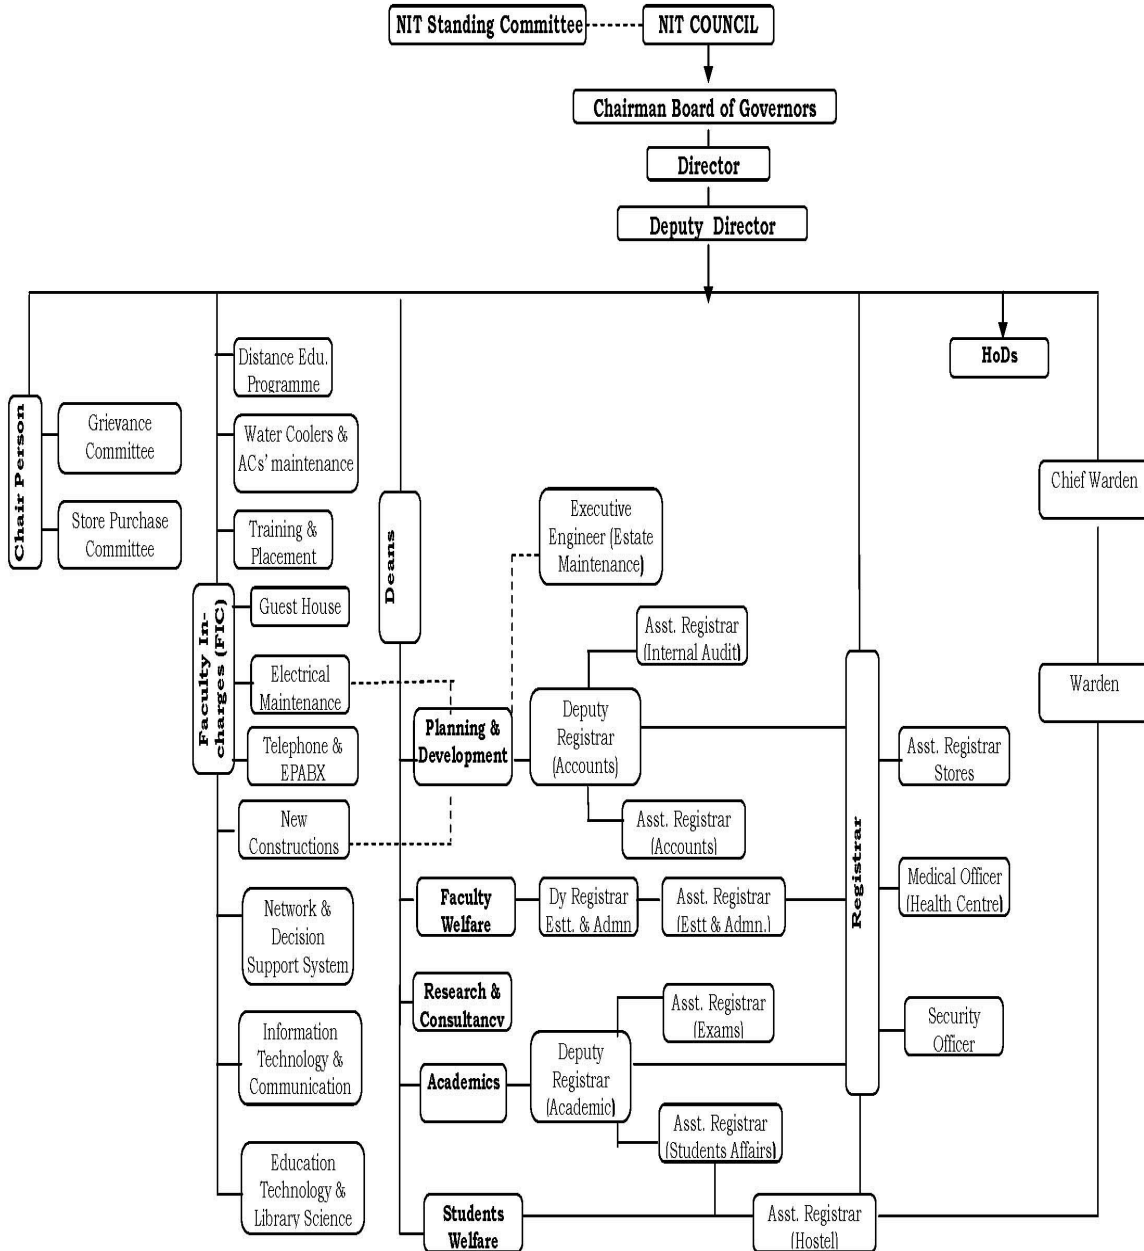 NIT Standing Committee
NIT COUNCIL
Chairman Board of Governors
Director
Deputy Director
Chair Person
Grievance
Committee
Store Purchase
Committee
Faculty In-
charges (FIC)
Distance Edu.
Programme
Water Coolers &
ACs' maintenance
Training &
Placement
Guest House
Electrical
Maintenance
Telephone &
EPABX
New
Constructions
Network &
Decision
Support System
Information
Technology &
Communication
Education
Technology &
Library Science
Deans
Planning &
Development
Faculty
Welfare
Research &
Consultancy
Academics
Students
Welfare
Executive
Engineer (Estate
Maintenance)
Asst. Registrar
(Internal Audit)
Deputy
Registrar
(Accounts)
Asst. Registrar
(Accounts)
Dy Registrar
Estt. & Admn
Asst. Registrar
(Estt & Admn.)
Asst. Registrar
(Exams)
Deputy
Registrar
(Academic)
Asst. Registrar
(Students Affairs)
Asst. Registrar
(Hostel)
Registrar
Asst. Registrar
Stores
Medical Officer
(Health Centre)
Security
Officer
HoDs
Chief Warden
Warden